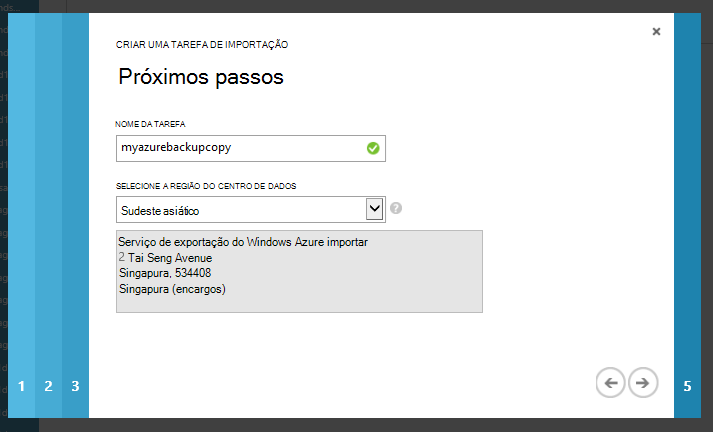 CRIAR UMA TAREFA DE IMPORTAÇÃO
Próximos passos
NOME DA TAREFA
myazurebackupcopy
SELECIONE A REGIÃO DO CENTRO DE DADOS
Sudeste asiático
?
Serviço de exportação do Windows Azure importar
2 Tai Seng Avenue
Singapura, 534408
Singapura (encargos)
1 2 3 5